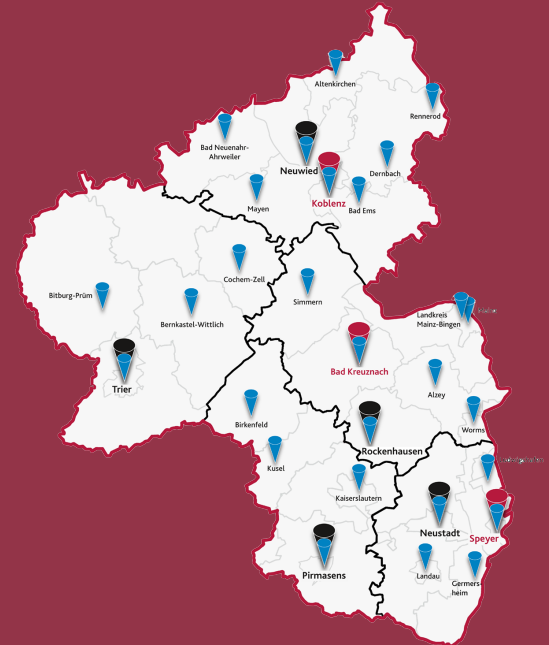 Altenkirchen
Rennerod
Bad Neuenahr-
Ahrweiler
Neuwied
Dernbach
Koblenz
Mayen
Bad Ems
Cochem-Zell
Simmern
Bitburg-Prüm
Bernkastel-Wittlich
Landkreis
Mainz-Bingen
Bad Kreuznach
Trier
Alzey
Birkenfeld
Worms
Rockenhausen
Kusel
Kaiserslautern
Neustadt
Speyer
Pirmasens
Landau
Germers-
heim